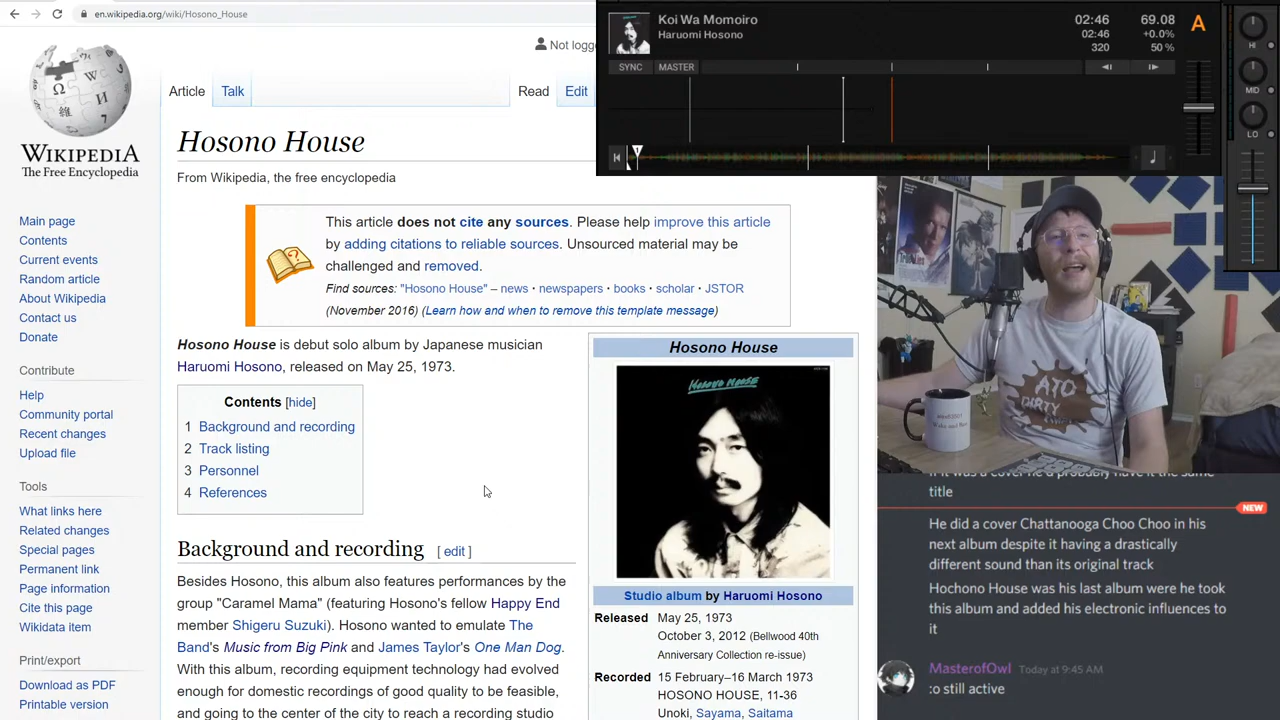 en.wikipedia.org/wiki/Hosono_House
Not logge
WIKIPEDIA
The Free Encyclopedia
Main page
Contents
Current events
Random article
About Wikipedia
Contact us
Donate
Contribute
Help
Community portal
Recent changes
Upload file
Tools
What links here
Related changes
Special pages
Permanent link
Page information
Cite this page
Wikidata item
Print/export
Download as PDF
Printable version
Article
Talk
Read
Edit
Hosono House
From Wikipedia, the free encyclopedia
This article does not cite any sources. Please help improve this article
by adding citations to reliable sources. Unsourced material may be
challenged and removed.
Find sources: "Hosono House" – news · newspapers · books · scholar · JSTOR
(November 2016) (Learn how and when to remove this template message)
Hosono House is debut solo album by Japanese musician
Haruomi Hosono, released on May 25, 1973.
Contents [hide]
1 Background and recording
2 Track listing
3 Personnel
4 References
Background and recording [ edit ]
Besides Hosono, this album also features performances by the
group "Caramel Mama" (featuring Hosono's fellow Happy End
member Shigeru Suzuki). Hosono wanted to emulate The
Band's Music from Big Pink and James Taylor's One Man Dog.
With this album, recording equipment technology had evolved
enough for domestic recordings of good quality to be feasible,
and going to the center of the city to reach a recording studio
Hosono House
HOSONO HOUSE
Studio album by Haruomi Hosono
Released May 25, 1973
October 3, 2012 (Bellwood 40th
Anniversary Collection re-issue)
Recorded 15 February–16 March 1973
HOSONO HOUSE, 11-36
Unoki, Sayama, Saitama
Koi Wa Momoiro
Haruomi Hosono
02:46
02:46
320
69.08
+0.0%
50 %
A
SYNC
MASTER
HI
MID
LO
ATO
DIRTY
title
NEW
He did a cover Chattanooga Choo Choo in his
next album despite it having a drastically
different sound than its original track
Hochono House was his last album were he took
this album and added his electronic influences to
it
MasterofOwl Today at 9:45 AM
:o still active